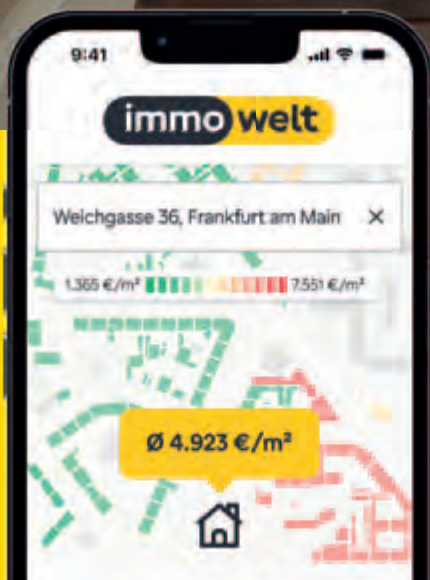 9:41
immowelt
Weichgasse 36, Frankfurt am Main ×
1.365 €/m² 7.551 €/m²
Ø 4.923 €/m²